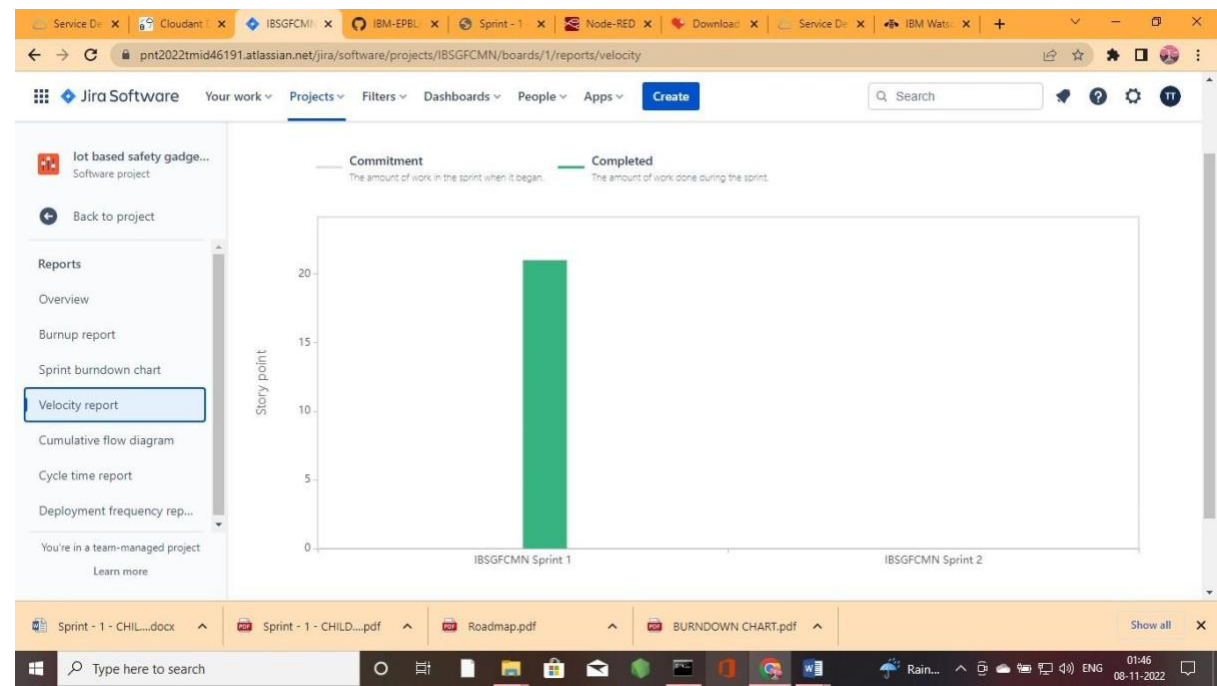 Service De
Cloudant
IBSGFCMN
IBM-EPBL
Sprint - 1 -
Node-RED
Download
Service De
IBM Wats
pnt2022tmid46191.atlassian.net/jira/software/projects/IBSGFCMN/boards/1/reports/velocity
Jira Software
Your work
Projects
Filters
Dashboards
People
Apps
Create
Search
TT
Iot based safety gadge...
Software project
Back to project
Reports
Overview
Burnup report
Sprint burndown chart
Velocity report
Cumulative flow diagram
Cycle time report
Deployment frequency rep...
You're in a team-managed project
Learn more
Commitment
The amount of work in the sprint when it began.
Completed
The amount of work done during the sprint.
Story point
20
15
10
5
0
IBSGFCMN Sprint 1
IBSGFCMN Sprint 2
Sprint - 1 - CHIL....docx
Sprint - 1 - CHILD....pdf
Roadmap.pdf
BURNDOWN CHART.pdf
Show all
Type here to search
Rain...
ENG
01:46
08-11-2022